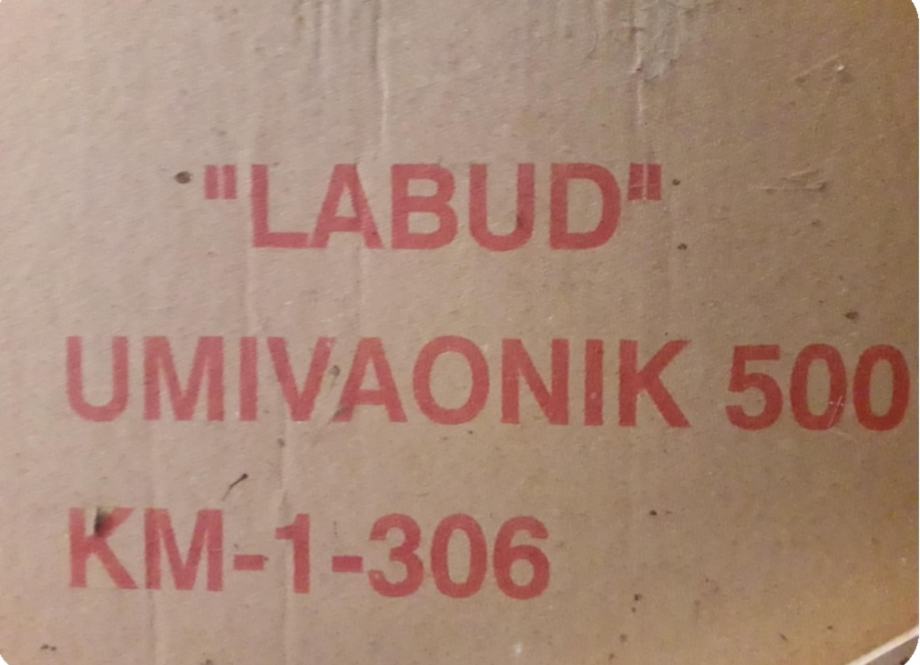 "LABUD"
UMIVAONIK 500
KM-1-306